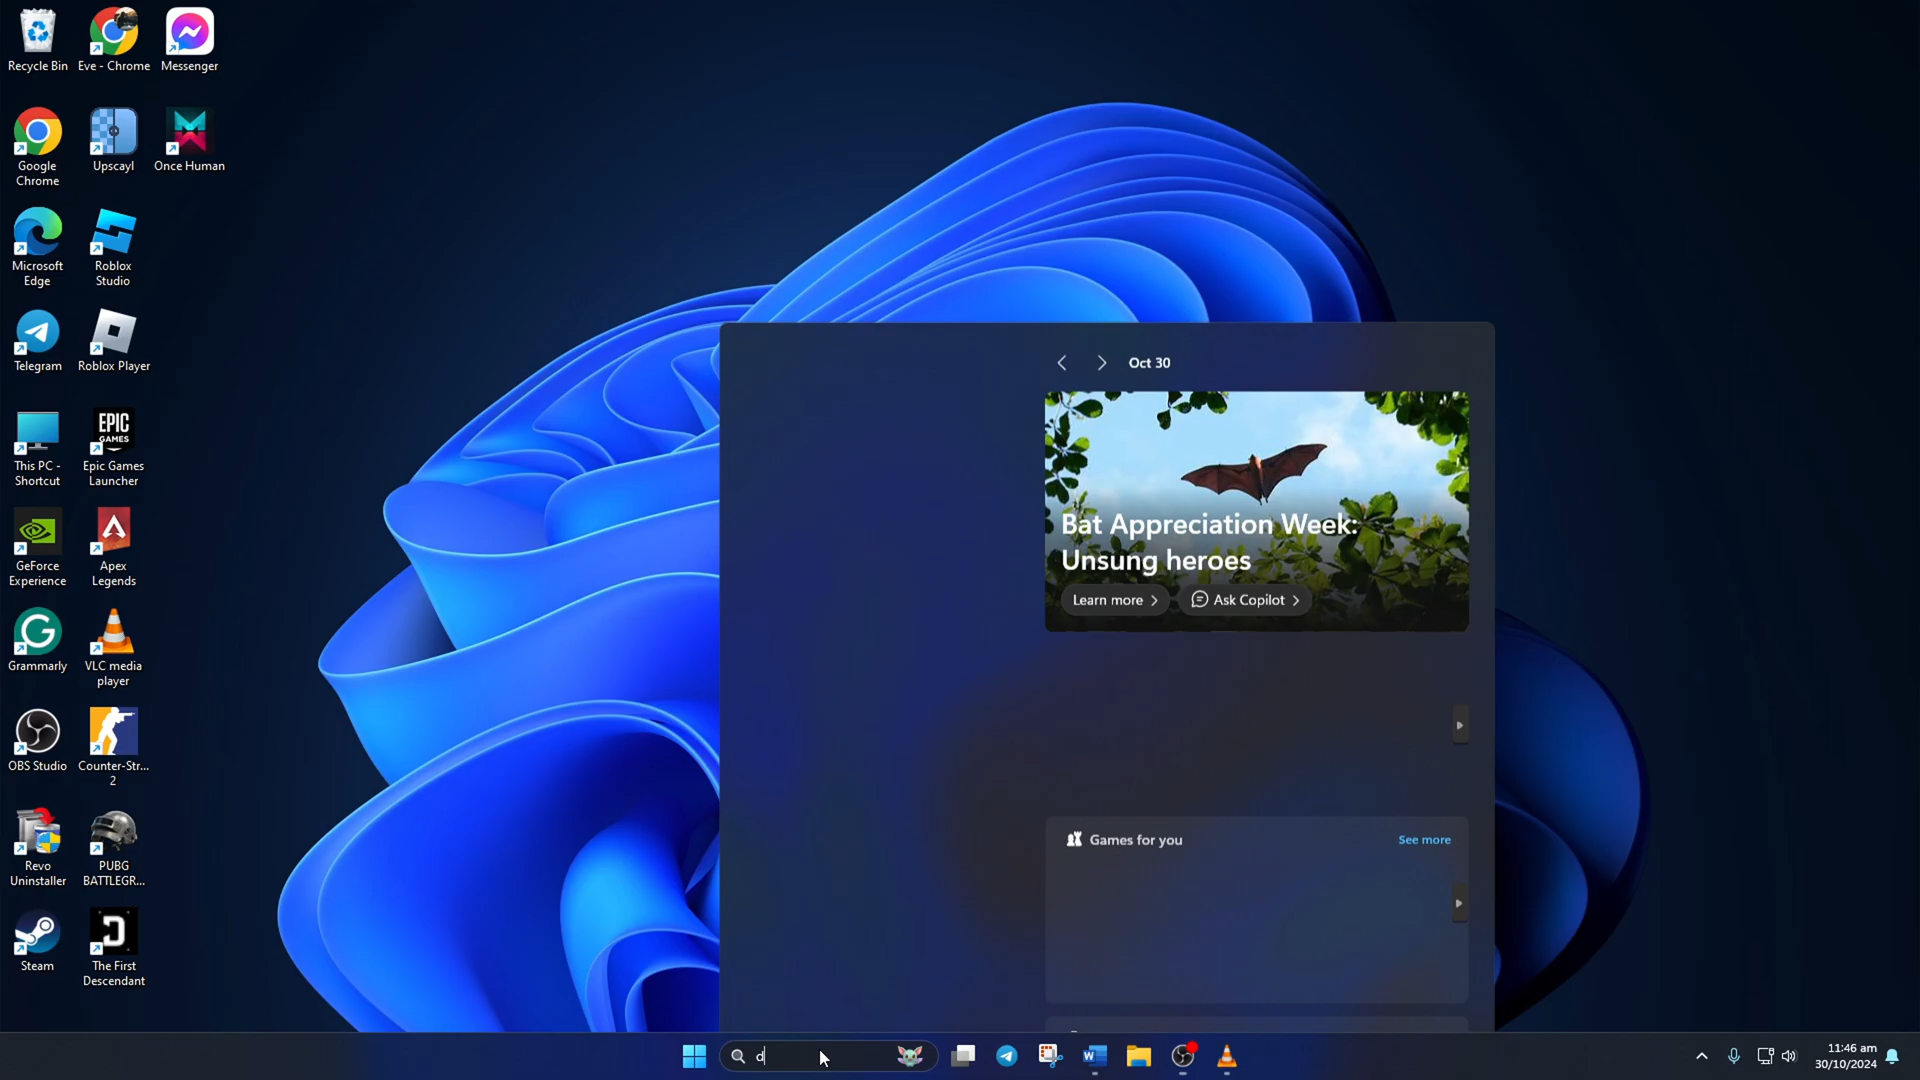 Recycle Bin
Eve - Chrome
Messenger
Google
Chrome
Upscayl
Once Human
Microsoft
Edge
Roblox
Studio
Telegram
Roblox Player
This PC -
Shortcut
EPIC
GAMES
Epic Games
Launcher
GeForce
Experience
Apex
Legends
Grammarly
VLC media
player
OBS Studio
Counter-Str...
2
Revo
Uninstaller
PUBG
BATTLEGR...
Steam
The First
Descendant
Oct 30
Bat Appreciation Week:
Unsung heroes
Learn more
Ask Copilot
Games for you
See more
d
11:46 am
30/10/2024